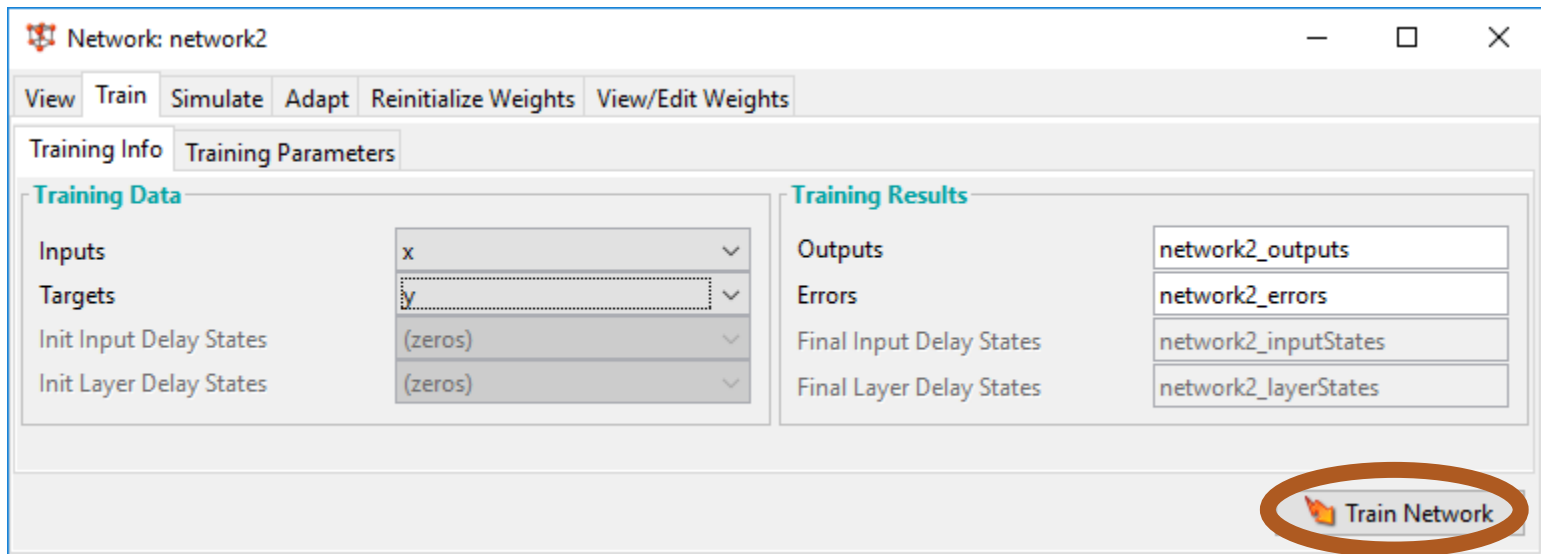 Network: network2
View Train Simulate Adapt Reinitialize Weights View/Edit Weights
Training Info Training Parameters
Training Data
Inputs x
Targets y
Init Input Delay States (zeros)
Init Layer Delay States (zeros)
Training Results
Outputs network2_outputs
Errors network2_errors
Final Input Delay States network2_inputStates
Final Layer Delay States network2_layerStates
Train Network